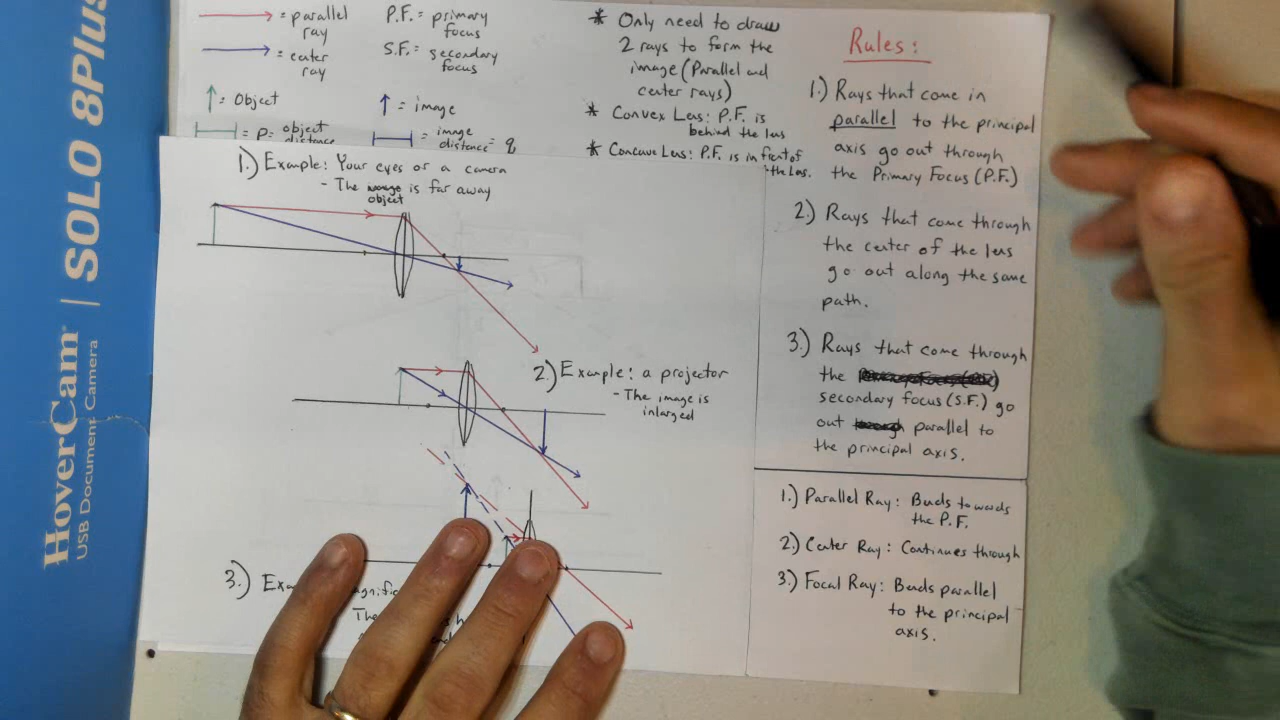 HoverCam | SOLO 8Plus
USB Document Camera
→ = parallel
ray
→ = center
ray
↑ = Object
= P = object
distance
P.F. = primary
focus
S.F. = secondary
focus
↑ = image
= image
distance = q
* Only need to draw
2 rays to form the
image (Parallel and
center rays)
* Convex Lens: P.F. is
behind the lens
* Concave Lens: P.F. is in front of
the Lens.
Rules:
1.) Rays that come in
parallel to the principal
axis go out through
the Primary Focus (P.F.)
2.) Rays that come through
the center of the lens
go out along the same
path.
3.) Rays that come through
the
secondary focus (S.F.) go
out parallel to
the principal axis.
1.) Parallel Ray: Bends towards
the P.F.
2.) Center Ray: Continues through
3.) Focal Ray: Bends parallel
to the principal
axis.
1.) Example: Your eyes or a camera
- The object is far away
2.) Example: a projector
- The image is
inlarged
3.) Exa